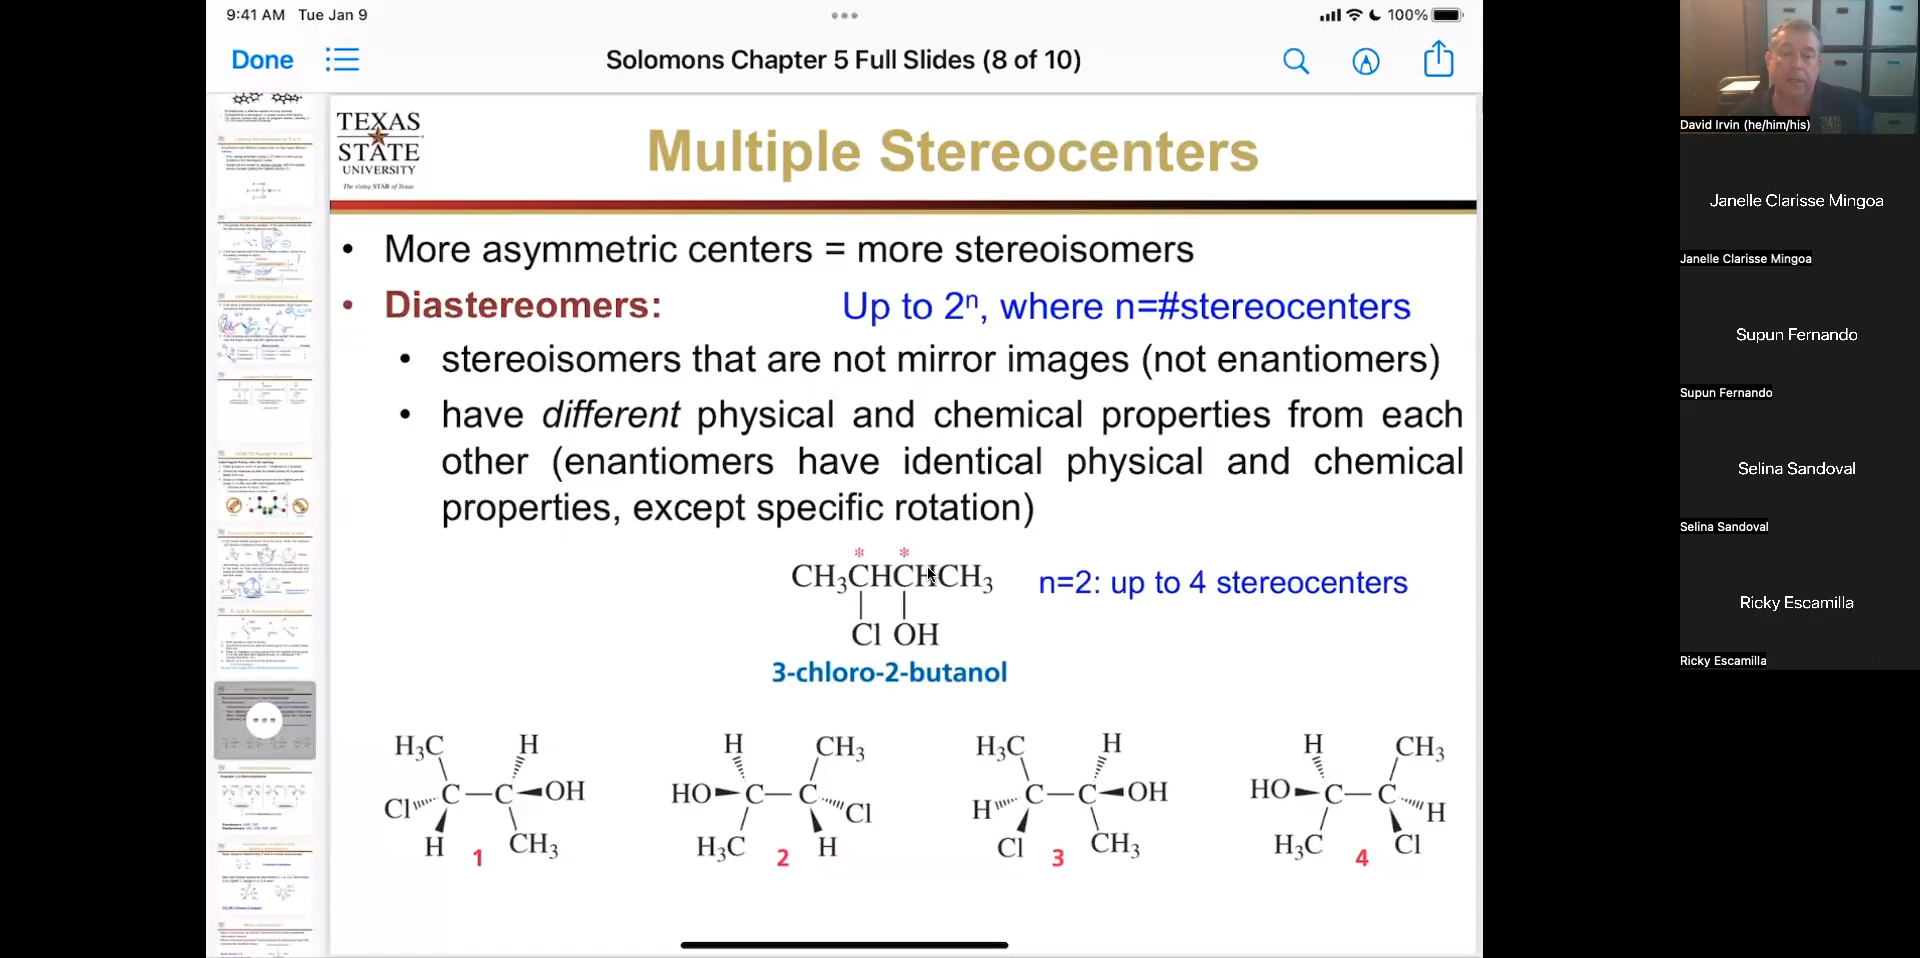 9:41 AM Tue Jan 9
100%
Done
Solomons Chapter 5 Full Slides (8 of 10)
TEXAS
STATE
UNIVERSITY
The rising STAR of Texas
Multiple Stereocenters
• More asymmetric centers = more stereoisomers
• Diastereomers: Up to 2ⁿ, where n=#stereocenters
• stereoisomers that are not mirror images (not enantiomers)
• have different physical and chemical properties from each
other (enantiomers have identical physical and chemical
properties, except specific rotation)
* *
CH₃CHCHCH₃ n=2: up to 4 stereocenters
Cl OH
3-chloro-2-butanol
H₃C H H CH₃ H₃C H H CH₃
Cl C — C OH HO C — C Cl H C — C OH HO C — C H
H 1 CH₃ H₃C 2 H Cl 3 CH₃ H₃C 4 Cl
David Irvin (he/him/his)
Janelle Clarisse Mingoa
Janelle Clarisse Mingoa
Supun Fernando
Supun Fernando
Selina Sandoval
Selina Sandoval
Ricky Escamilla
Ricky Escamilla